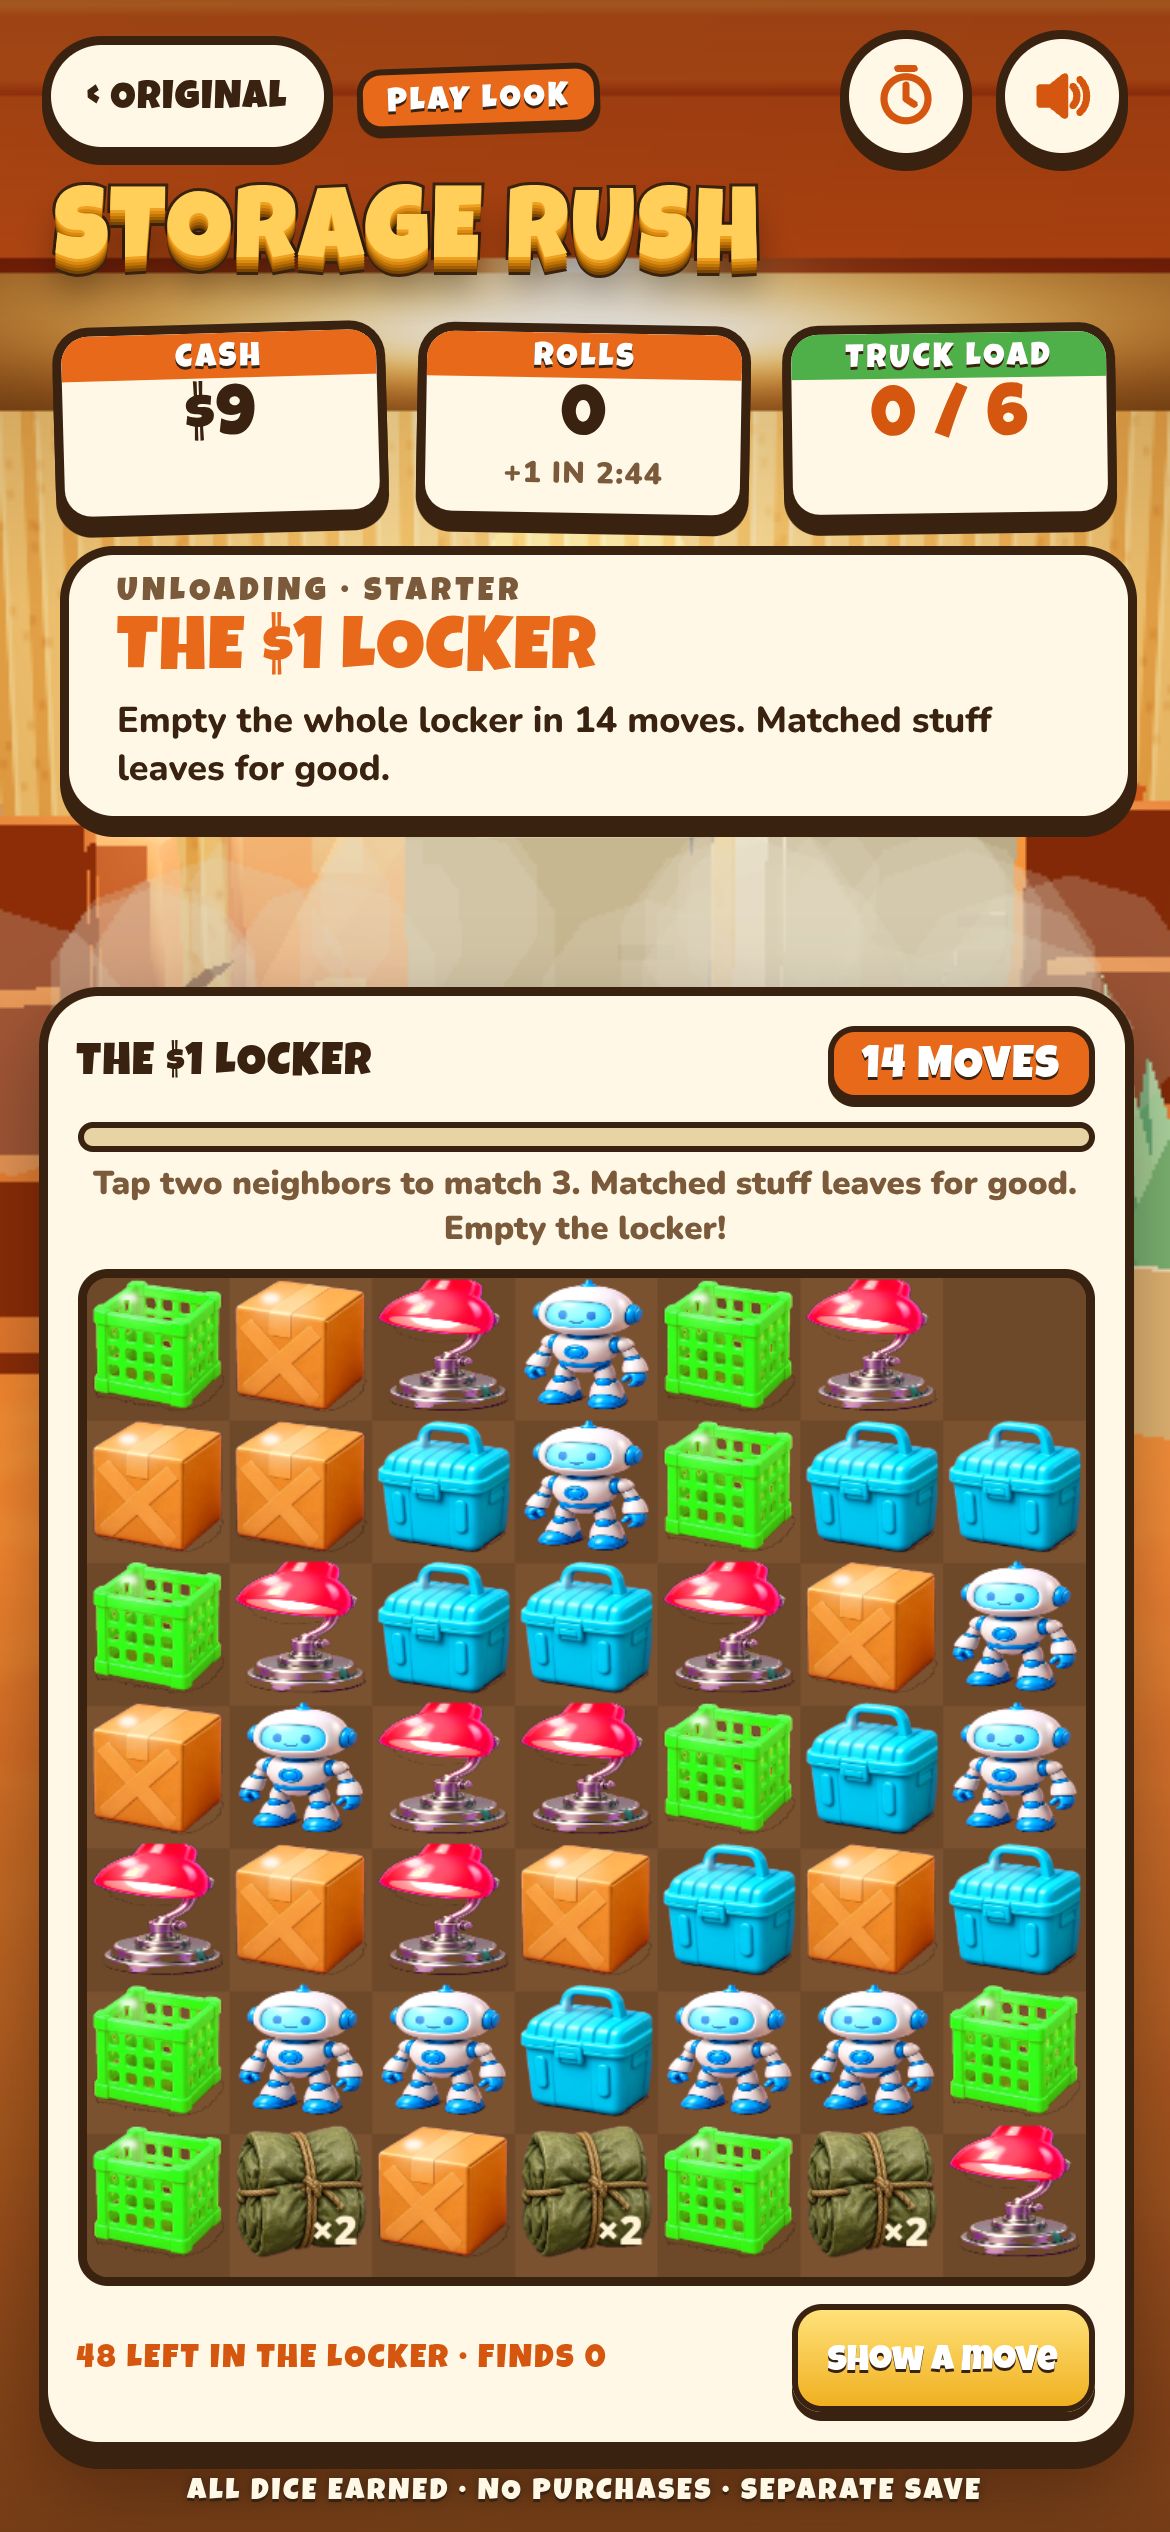 ‹ ORIGINAL
PLAY LOOK
STORAGE RUSH
CASH
$9
ROLLS
0
+1 IN 2:44
TRUCK LOAD
0 / 6
UNLOADING · STARTER
THE $1 LOCKER
Empty the whole locker in 14 moves. Matched stuff
leaves for good.
THE $1 LOCKER
14 MOVES
Tap two neighbors to match 3. Matched stuff leaves for good.
Empty the locker!
×2
×2
×2
48 LEFT IN THE LOCKER · FINDS 0
SHOW A MOVE
ALL DICE EARNED · NO PURCHASES · SEPARATE SAVE